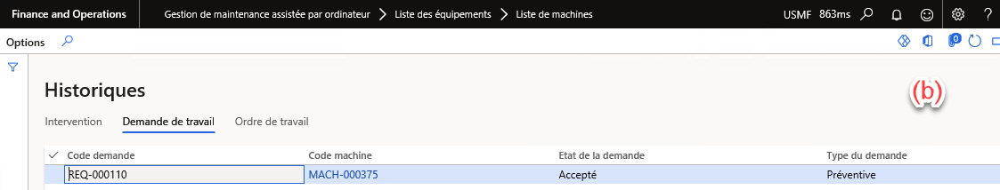 Finance and Operations Gestion de maintenance assistée par ordinateur Liste des équipements Liste de machines USMF 863ms ?
Options 0
Historiques
(b)
Intervention Demande de travail Ordre de travail
Code demande Code machine Etat de la demande Type du demande
REQ-000110 MACH-000375 Accepté Préventive